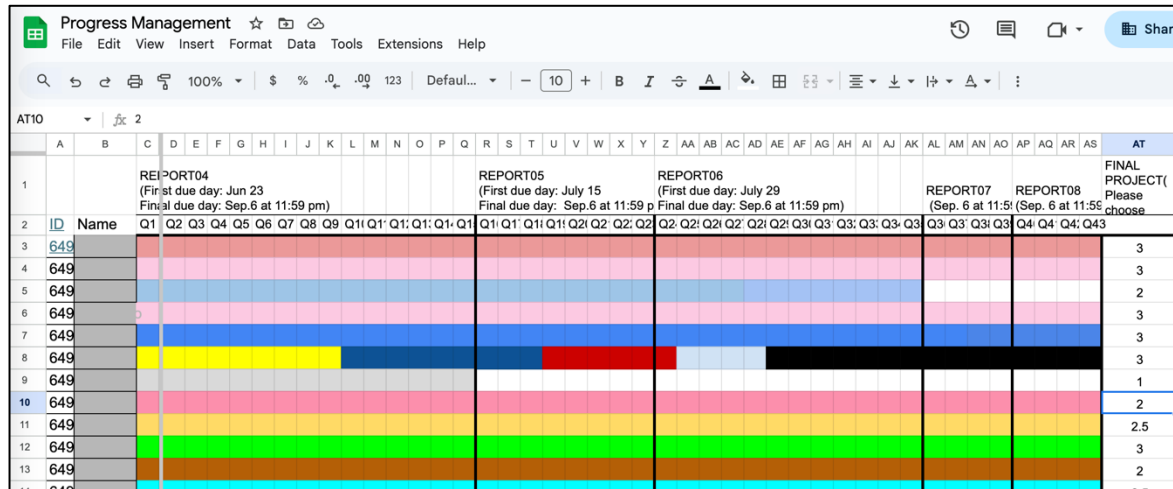 Progress Management
Share
File Edit View Insert Format Data Tools Extensions Help
100% $ % .0 .00 123 Defaul... − 10 + B I A
AT10 fx 2
A B C D E F G H I J K L M N O P Q R S T U V W X Y Z AA AB AC AD AE AF AG AH AI AJ AK AL AM AN AO AP AQ AR AS AT
REPORT04 REPORT05 REPORT06 FINAL
(First due day: Jun 23 (First due day: July 15 (First due day: July 29 REPORT07 REPORT08 PROJECT(
1 Final due day: Sep.6 at 11:59 pm) Final due day: Sep.6 at 11:59 p Final due day: Sep.6 at 11:59 pm) (Sep. 6 at 11:5 (Sep. 6 at 11:59 Please choose
2 ID Name Q1 Q2 Q3 Q4 Q5 Q6 Q7 Q8 Q9 Q43
3 649 3
4 649 3
5 649 2
6 649 3
7 649 3
8 649 3
9 649 1
10 649 2
11 649 2.5
12 649 3
13 649 2